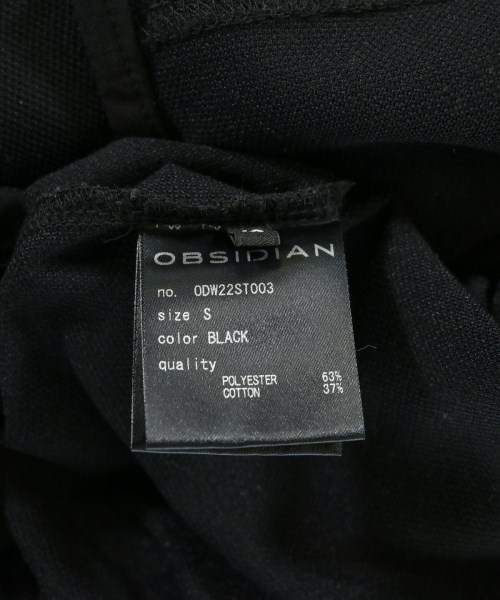 OBSIDIAN
no. ODW22ST003
size S
color BLACK
quality
POLYESTER 63%
COTTON 37%